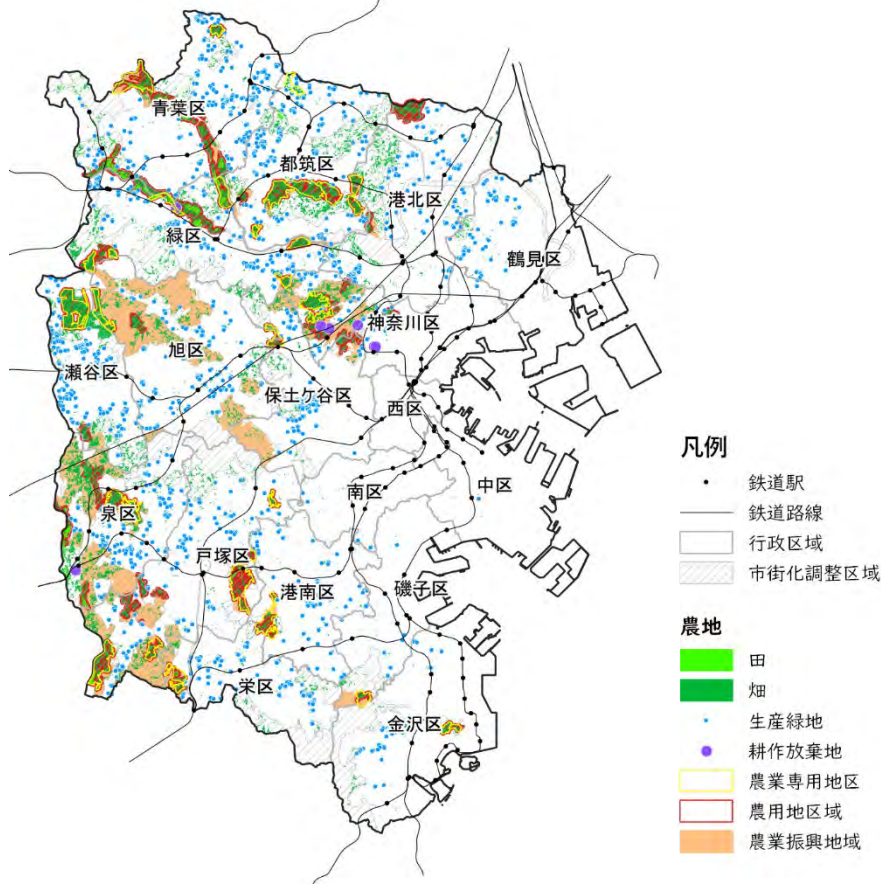 青葉区
都筑区
港北区
緑区
鶴見区
神奈川区
旭区
瀬谷区
保土ケ谷区
西区
中区
南区
泉区
戸塚区
港南区
磯子区
栄区
金沢区
凡例
鉄道駅
鉄道路線
行政区域
市街化調整区域
農地
田
畑
生産緑地
耕作放棄地
農業専用地区
農用地区域
農業振興地域